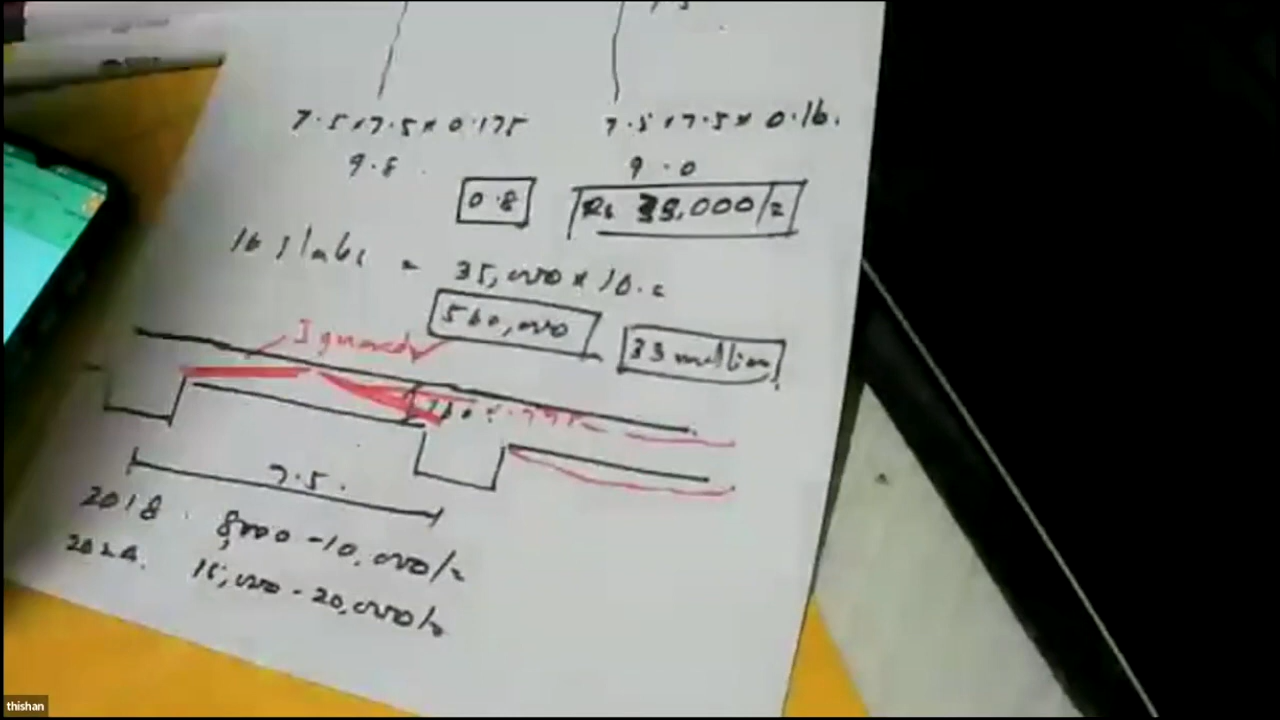 7.5 x 7.5 x 0.175
7.5 x 7.5 x 0.16.
9.8
9.0
0.8
Rs 35,000/=
16 slabs = 35,000 x 16.
560,000
33 million
Ignored
7.5.
2018. 8,000 - 10,000/=
2024. 15,000 - 20,000/=
thishan